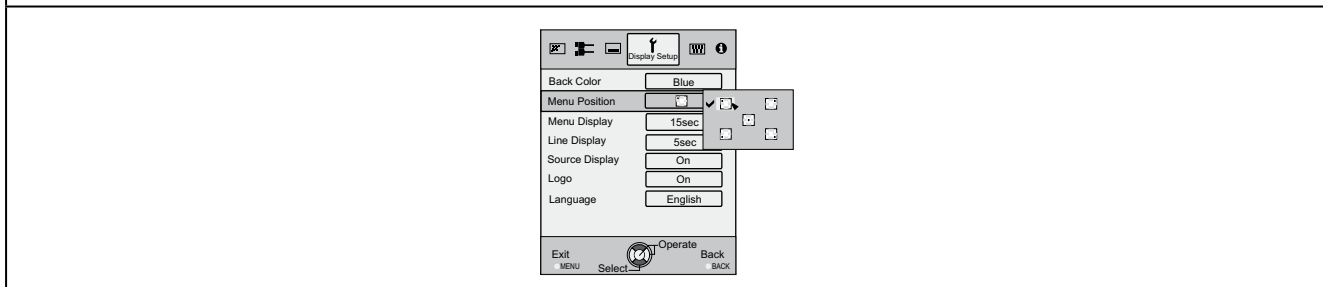 Display Setup
Back Color Blue
Menu Position
Menu Display 15sec
Line Display 5sec
Source Display On
Logo On
Language English
Operate
Exit Back
MENU Select BACK